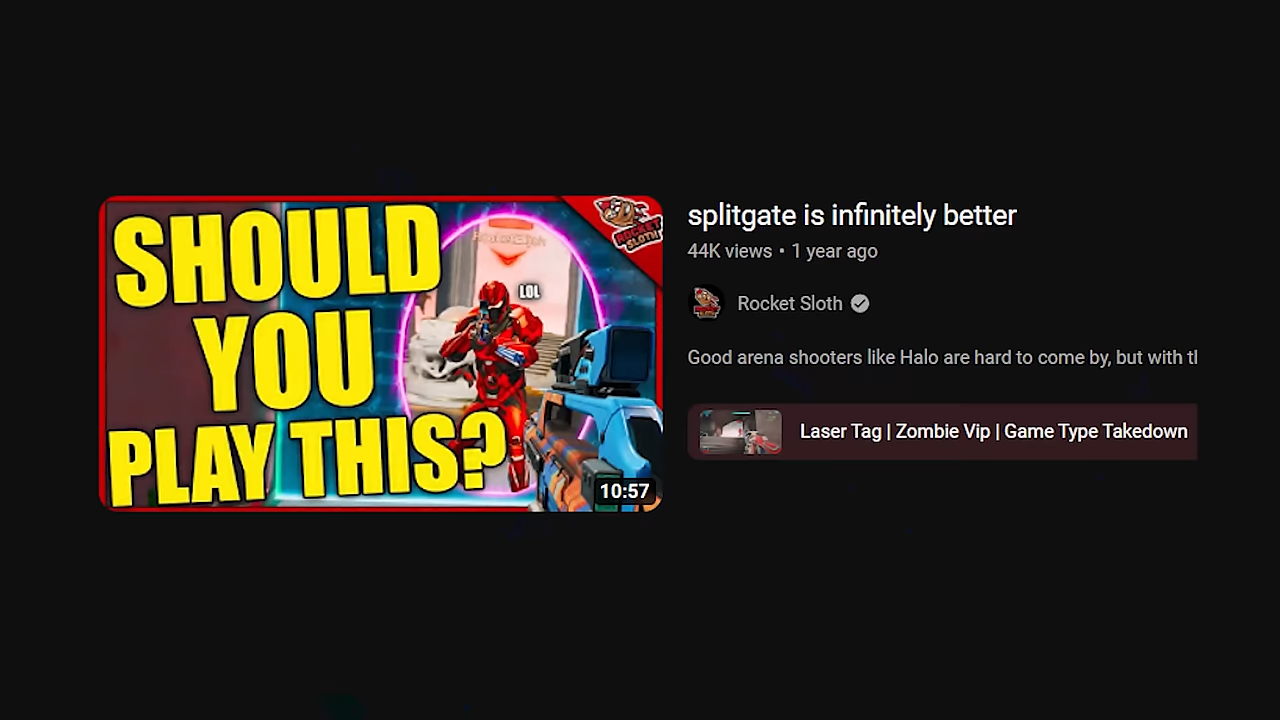 SHOULD
YOU
PLAY THIS?
LOL
ROCKET
SLOTH
10:57
splitgate is infinitely better
44K views • 1 year ago
Rocket Sloth
Good arena shooters like Halo are hard to come by, but with tl
Laser Tag | Zombie Vip | Game Type Takedown